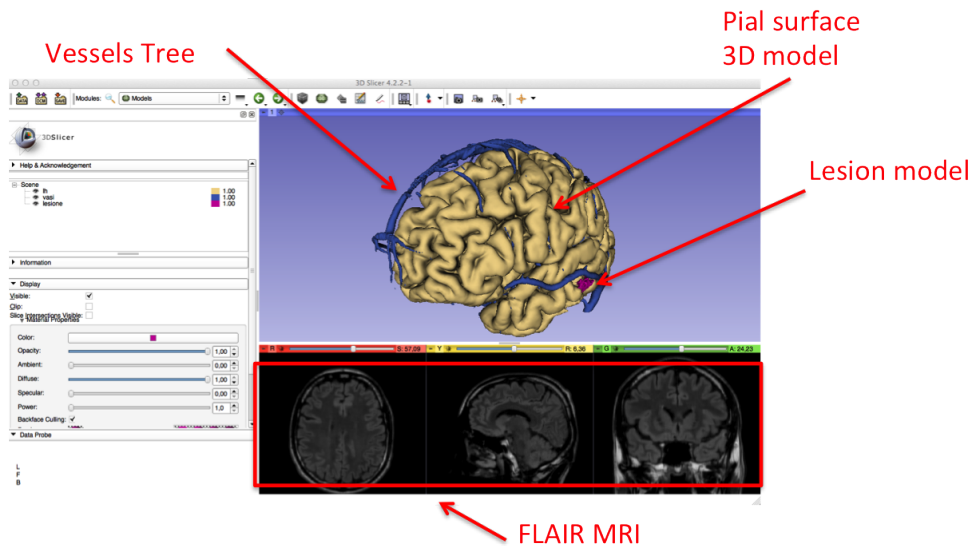 Pial surface
3D model
Vessels Tree
Lesion model
3D Slicer 4.2.2-1
Modules:
Models
1
3DSlicer
Help & Acknowledgement
Scene
lh 1.00
vasi 1.00
lesione 1.00
Information
Display
Visible:
Clip:
Slice Intersections Visible:
Material Properties
Color:
Opacity: 1,00
Ambient: 0,00
Diffuse: 1,00
Specular: 0,00
Power: 1,0
Backface Culling:
Data Probe
L
F
B
R S: 57,09
Y R: 6,36
G A: 24,23
FLAIR MRI